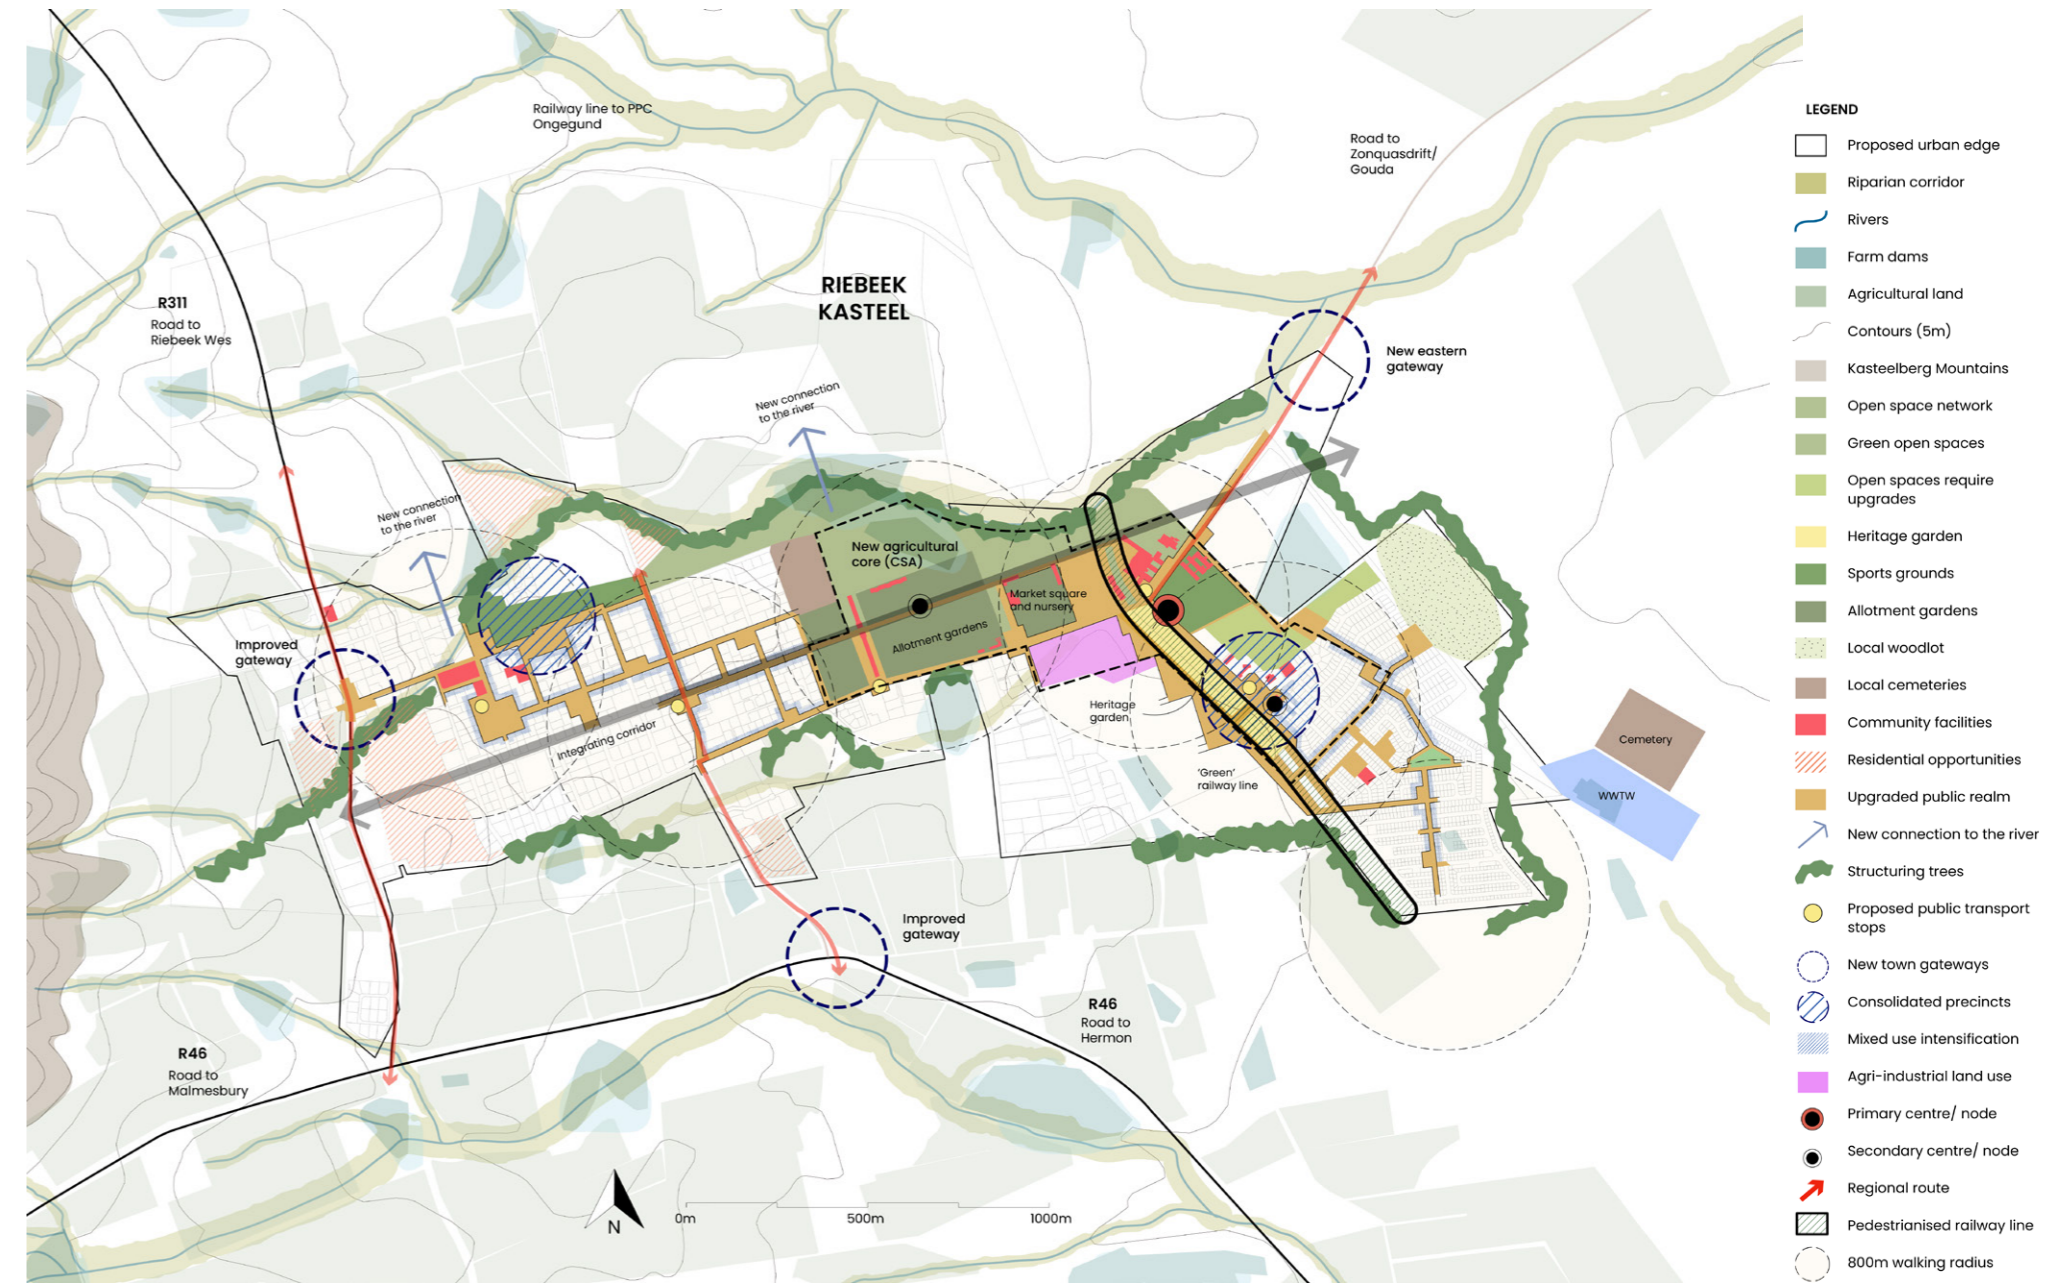 Railway line to PPC
Ongegund
Road to
Zonquasdrift/
Gouda
RIEBEEK
KASTEEL
R311
Road to
Riebeek Wes
New eastern
gateway
New connection
to the river
New connection
to the river
New agricultural
core (CSA)
Market square
and nursery
Allotment gardens
Improved
gateway
Integrating corridor
Heritage
garden
'Green'
railway line
Cemetery
WWTW
Improved
gateway
R46
Road to
Hermon
R46
Road to
Malmesbury
N
0m
500m
1000m
LEGEND
Proposed urban edge
Riparian corridor
Rivers
Farm dams
Agricultural land
Contours (5m)
Kasteelberg Mountains
Open space network
Green open spaces
Open spaces require
upgrades
Heritage garden
Sports grounds
Allotment gardens
Local woodlot
Local cemeteries
Community facilities
Residential opportunities
Upgraded public realm
New connection to the river
Structuring trees
Proposed public transport
stops
New town gateways
Consolidated precincts
Mixed use intensification
Agri-industrial land use
Primary centre/ node
Secondary centre/ node
Regional route
Pedestrianised railway line
800m walking radius